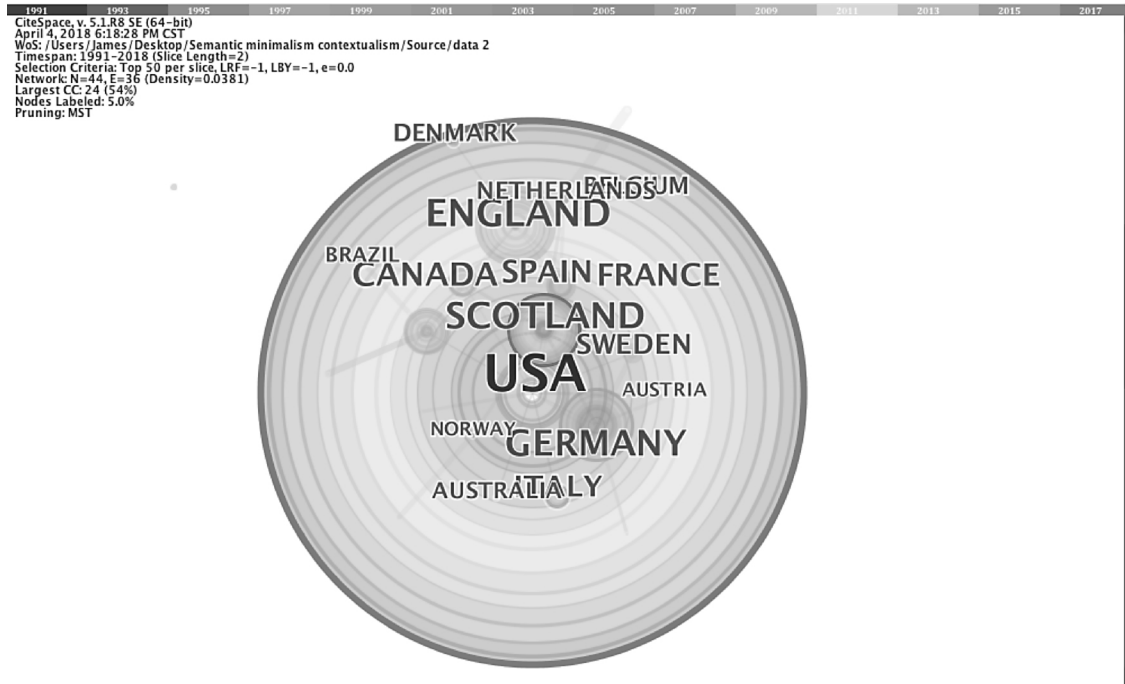 1991 1993 1995 1997 1999 2001 2003 2005 2007 2009 2011 2013 2015 2017
CiteSpace, v. 5.1.R8 SE (64-bit)
April 4, 2018 6:18:28 PM CST
WoS: /Users/James/Desktop/Semantic minimalism contextualism/Source/data 2
Timespan: 1991-2018 (Slice Length=2)
Selection Criteria: Top 50 per slice, LRF=-1, LBY=-1, e=0.0
Network: N=44, E=36 (Density=0.0381)
Largest CC: 24 (54%)
Nodes Labeled: 5.0%
Pruning: MST
DENMARK
NETHERLANDS BELGIUM
ENGLAND
BRAZIL
CANADA SPAIN FRANCE
SCOTLAND
SWEDEN
USA
AUSTRIA
NORWAY
GERMANY
AUSTRALIA ITALY